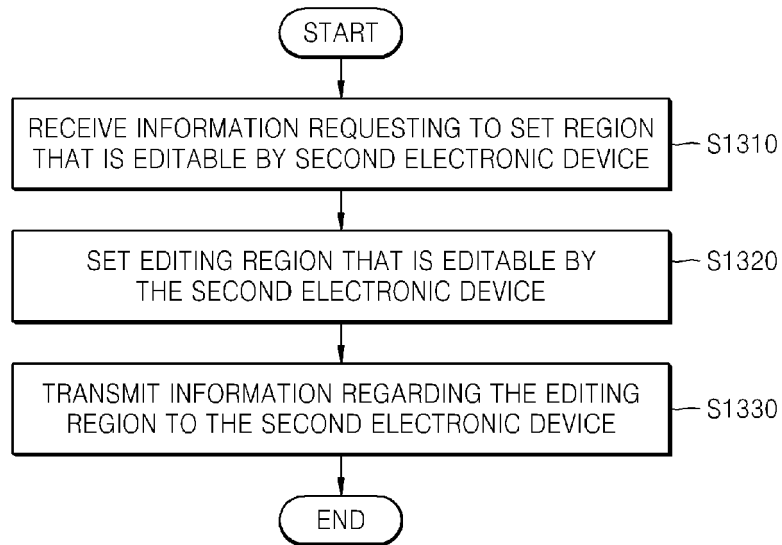 START
RECEIVE INFORMATION REQUESTING TO SET REGION
THAT IS EDITABLE BY SECOND ELECTRONIC DEVICE
S1310
SET EDITING REGION THAT IS EDITABLE BY
THE SECOND ELECTRONIC DEVICE
S1320
TRANSMIT INFORMATION REGARDING THE EDITING
REGION TO THE SECOND ELECTRONIC DEVICE
S1330
END